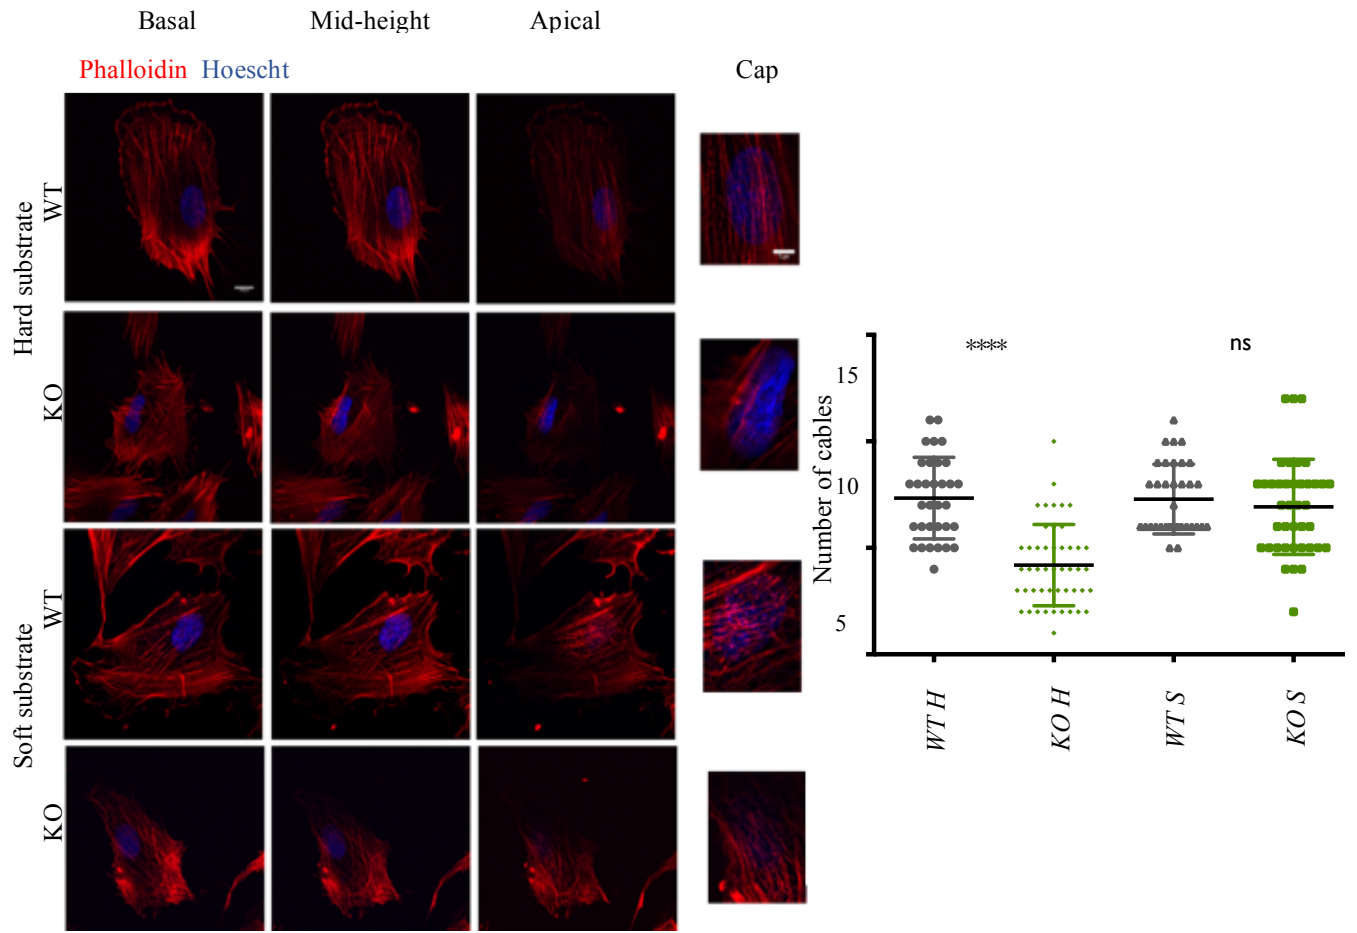 Basal Mid-height Apical
Phalloidin Hoescht
Cap
Hard substrate
WT
KO
Soft substrate
WT
KO
Number of cables
15
10
5
**** ns
WT H KO H WT S KO S